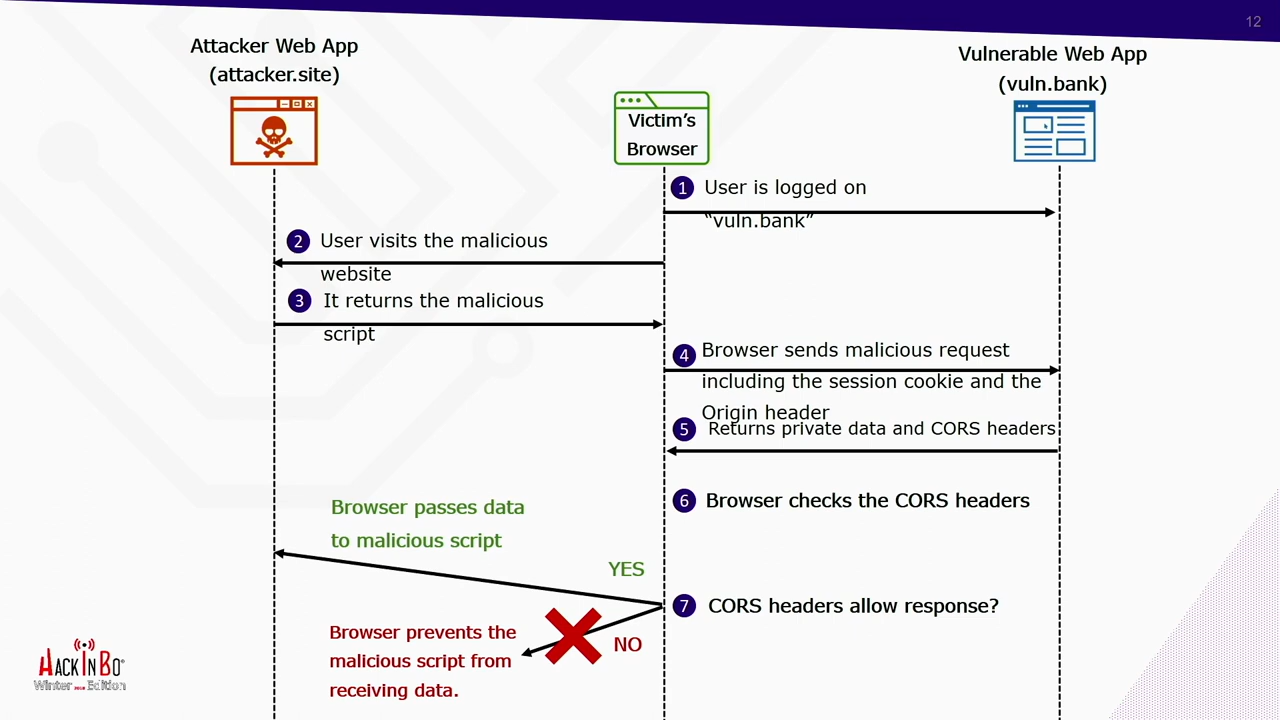 12
Attacker Web App
(attacker.site)
Vulnerable Web App
(vuln.bank)
Victim's
Browser
1 User is logged on
“vuln.bank”
2 User visits the malicious
website
3 It returns the malicious
script
4 Browser sends malicious request
including the session cookie and the
Origin header
5 Returns private data and CORS headers
6 Browser checks the CORS headers
Browser passes data
to malicious script
YES
7 CORS headers allow response?
NO
Browser prevents the
malicious script from
receiving data.
HACKINBO®
Winter Edition